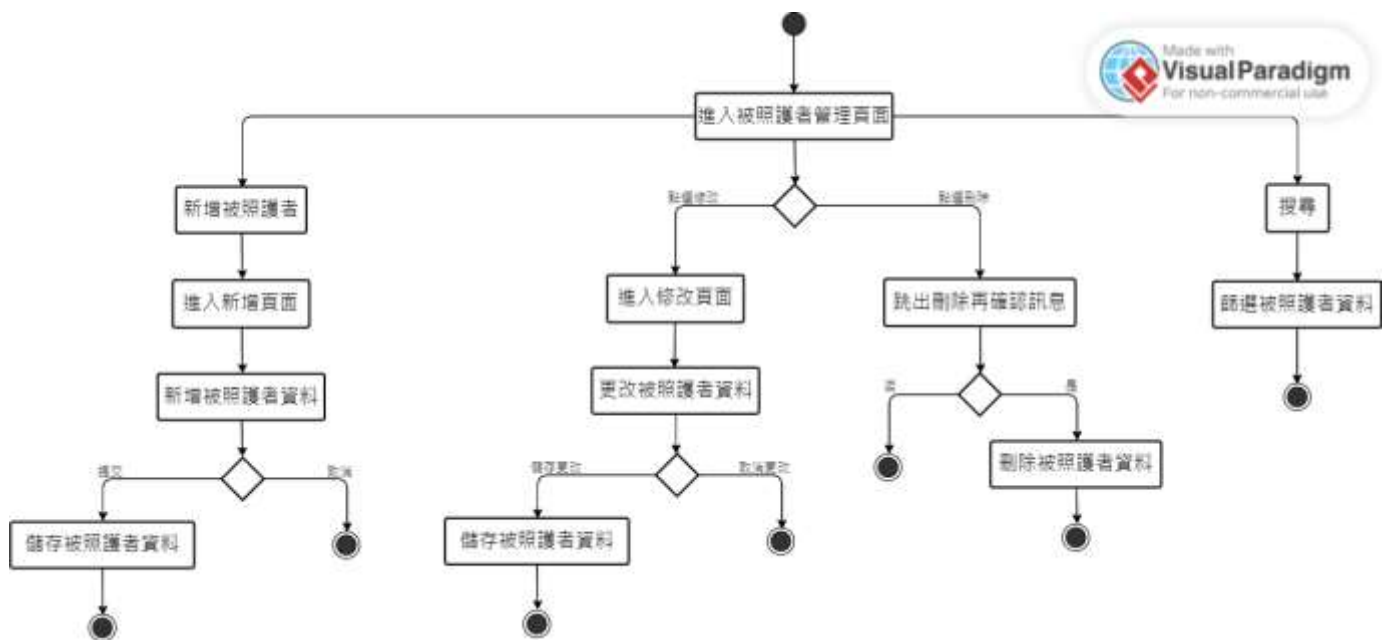 Made with
Visual Paradigm
For non-commercial use
進入被照護者管理頁面
新增被照護者
點選修改
點選刪除
搜尋
進入新增頁面
進入修改頁面
跳出刪除再確認訊息
篩選被照護者資料
新增被照護者資料
更改被照護者資料
否
是
刪除被照護者資料
提交
取消
儲存更改
取消更改
儲存被照護者資料
儲存被照護者資料